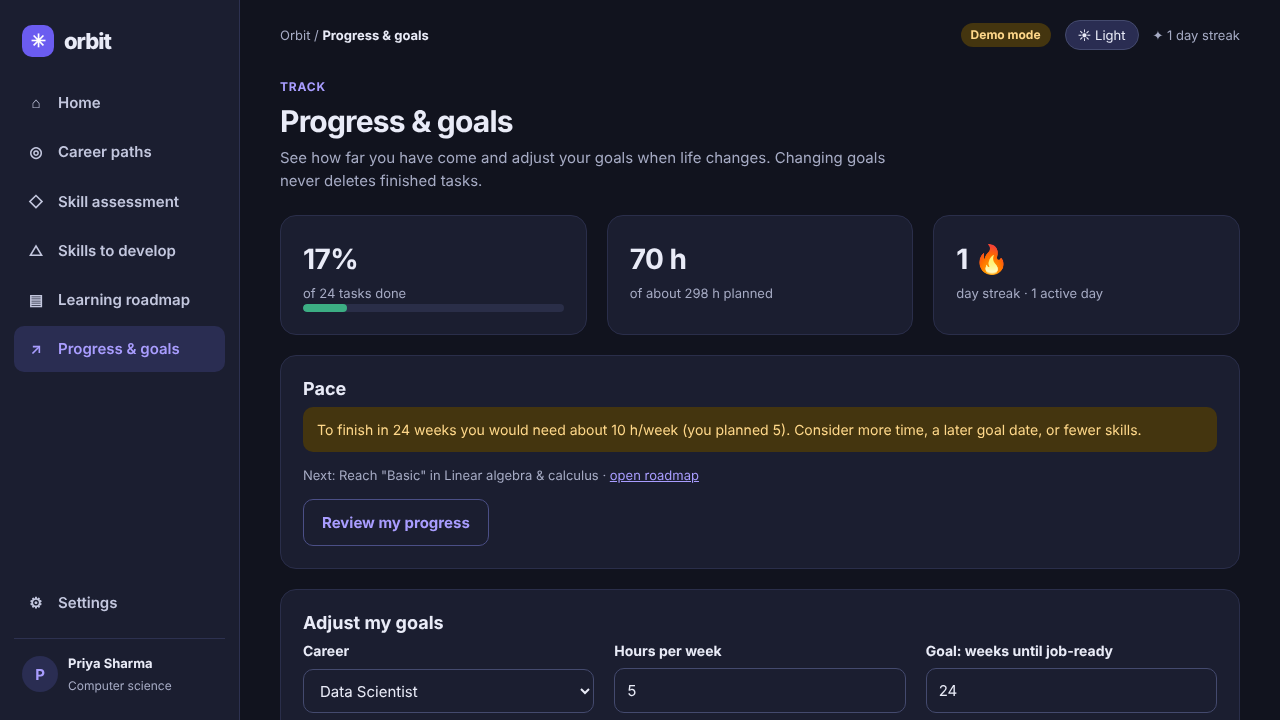 orbit
Home
Career paths
Skill assessment
Skills to develop
Learning roadmap
Progress & goals
Settings
P
Priya Sharma
Computer science
Orbit / Progress & goals
Demo mode
☀ Light
✦ 1 day streak
TRACK
Progress & goals
See how far you have come and adjust your goals when life changes. Changing goals
never deletes finished tasks.
17%
of 24 tasks done
70 h
of about 298 h planned
1 🔥
day streak · 1 active day
Pace
To finish in 24 weeks you would need about 10 h/week (you planned 5). Consider more time, a later goal date, or fewer skills.
Next: Reach "Basic" in Linear algebra & calculus · open roadmap
Review my progress
Adjust my goals
Career
Data Scientist
Hours per week
5
Goal: weeks until job-ready
24